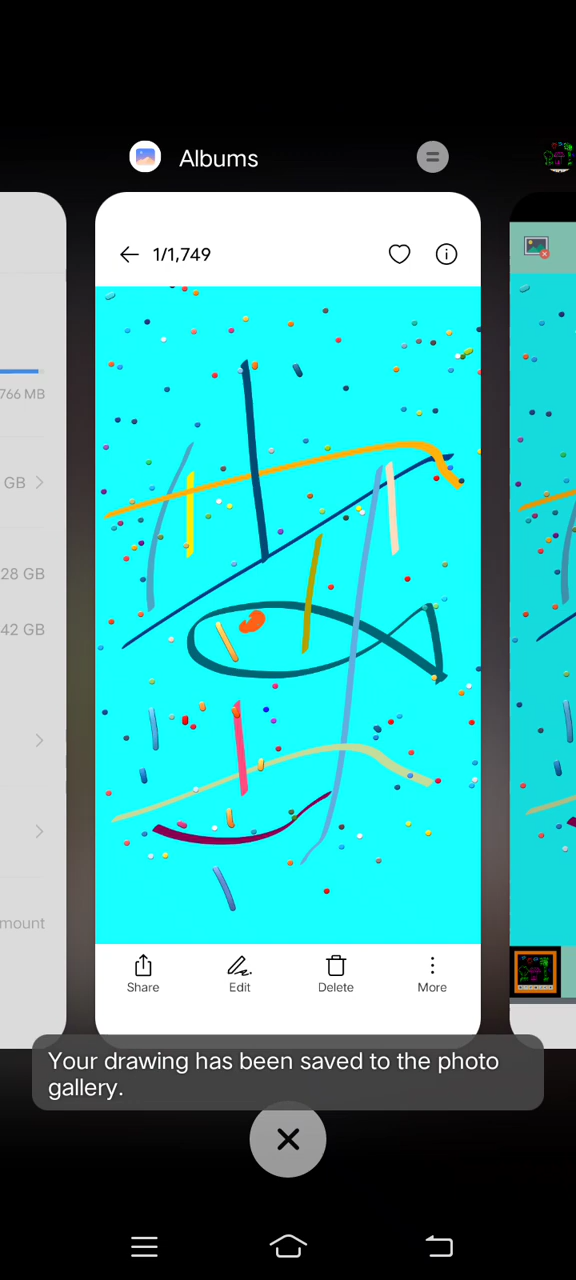 Albums
1/1,749
766 MB
GB
28 GB
42 GB
mount
Share
Edit
Delete
More
Your drawing has been saved to the photo
gallery.